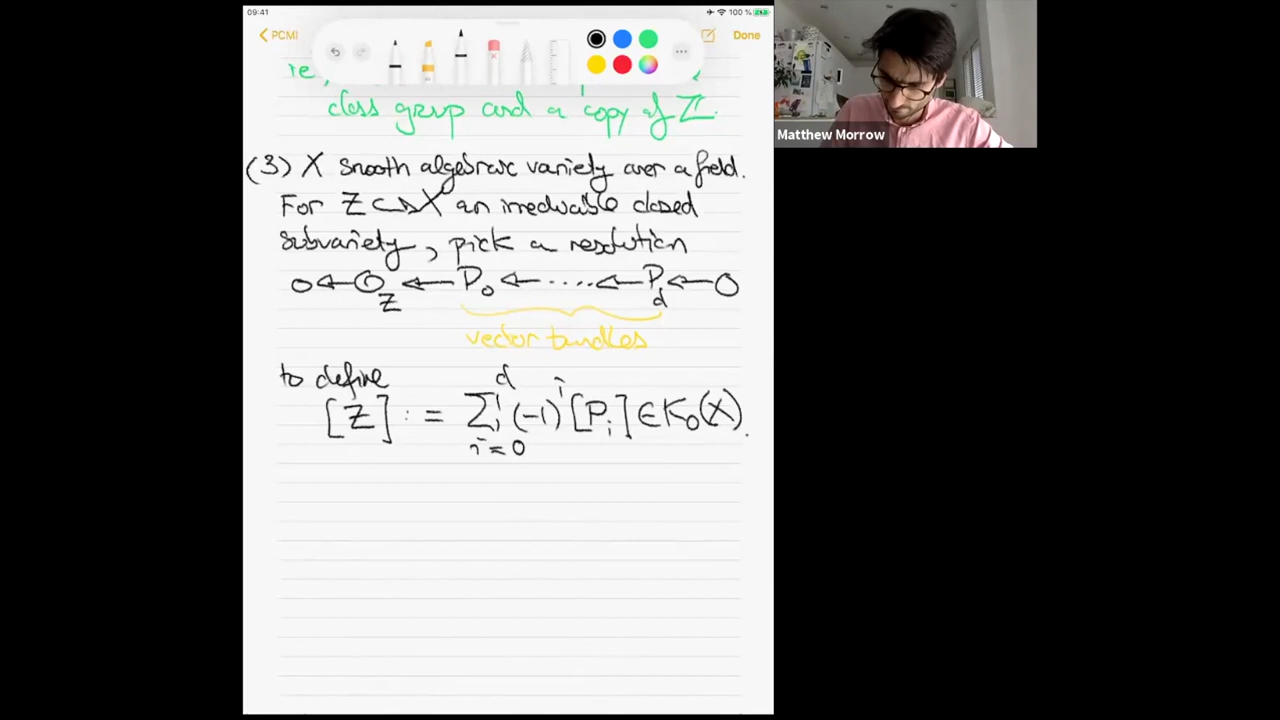 09:41
100 %
PCMI
Done
class group and a copy of ℤ.
(3) X smooth algebraic variety over a field.
For Z ↪ X an irreducible closed
subvariety, pick a resolution
0 ← O_Z ← P_0 ← ..... ← P_d ← 0
vector bundles
to define
[Z] := ∑_{i=0}^{d} (-1)^i [P_i] ∈ K_0(X).
Matthew Morrow